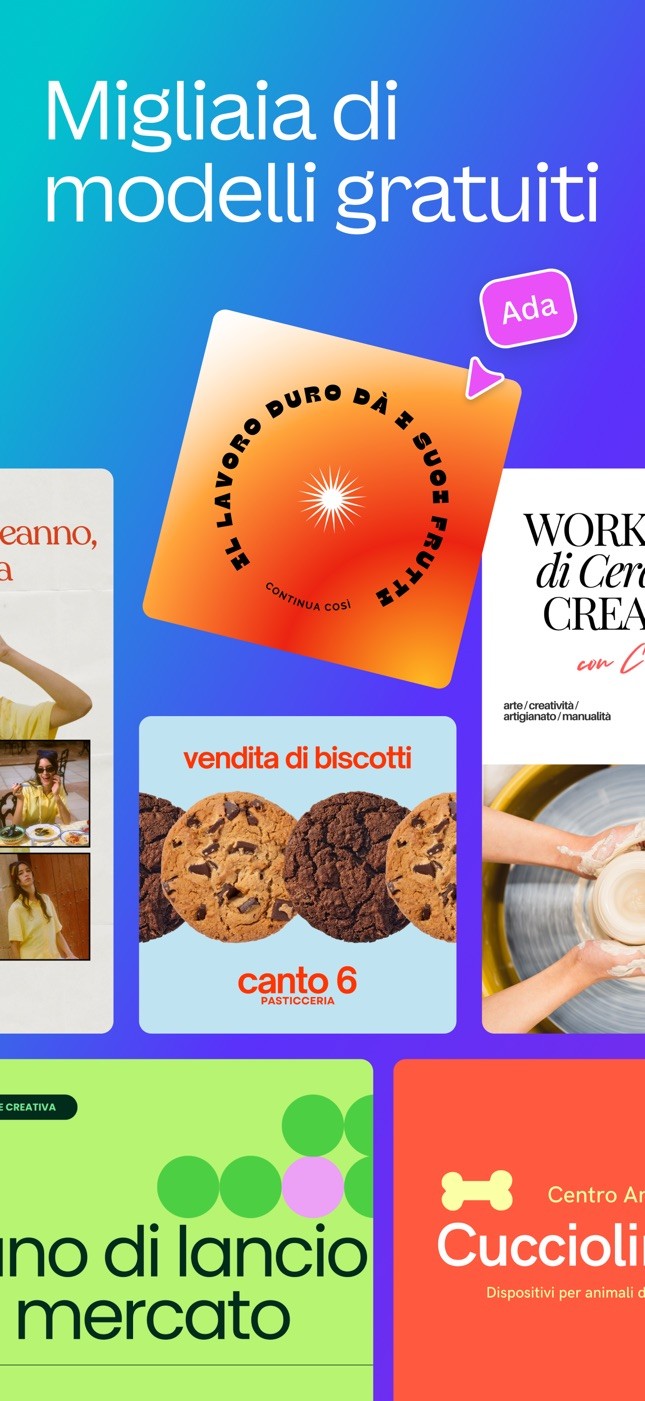 Migliaia di
modelli gratuiti
Ada
IL LAVORO DURO DÀ I SUOI FRUTTI
CONTINUA COSÌ
eanno,
a
WORK
di Cer
CREA
con C
arte / creatività /
artigianato / manualità
vendita di biscotti
canto 6
PASTICCERIA
E CREATIVA
no di lancio
mercato
Centro An
Cucciolin
Dispositivi per animali d